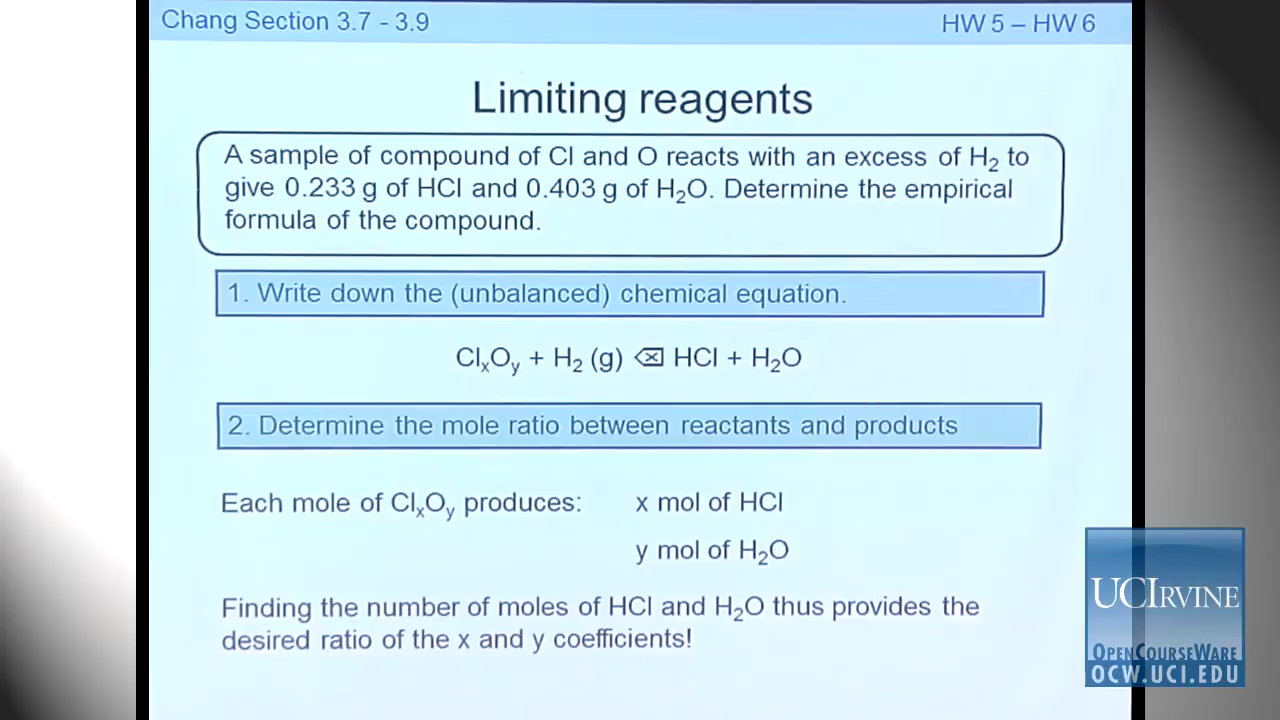 Chang Section 3.7 - 3.9
HW 5 – HW 6
Limiting reagents
A sample of compound of Cl and O reacts with an excess of H₂ to
give 0.233 g of HCl and 0.403 g of H₂O. Determine the empirical
formula of the compound.
1. Write down the (unbalanced) chemical equation.
ClₓOᵧ + H₂ (g) ⌫ HCl + H₂O
2. Determine the mole ratio between reactants and products
Each mole of ClₓOᵧ produces: x mol of HCl
y mol of H₂O
Finding the number of moles of HCl and H₂O thus provides the
desired ratio of the x and y coefficients!
UCIRVINE
OPENCOURSEWARE
OCW.UCI.EDU